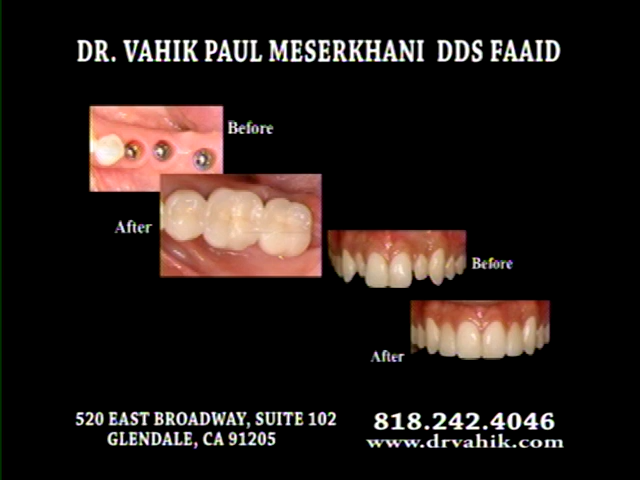 DR. VAHIK PAUL MESERKHANI DDS FAAID
Before
After
Before
After
520 EAST BROADWAY, SUITE 102
GLENDALE, CA 91205
818.242.4046
www.drvahik.com